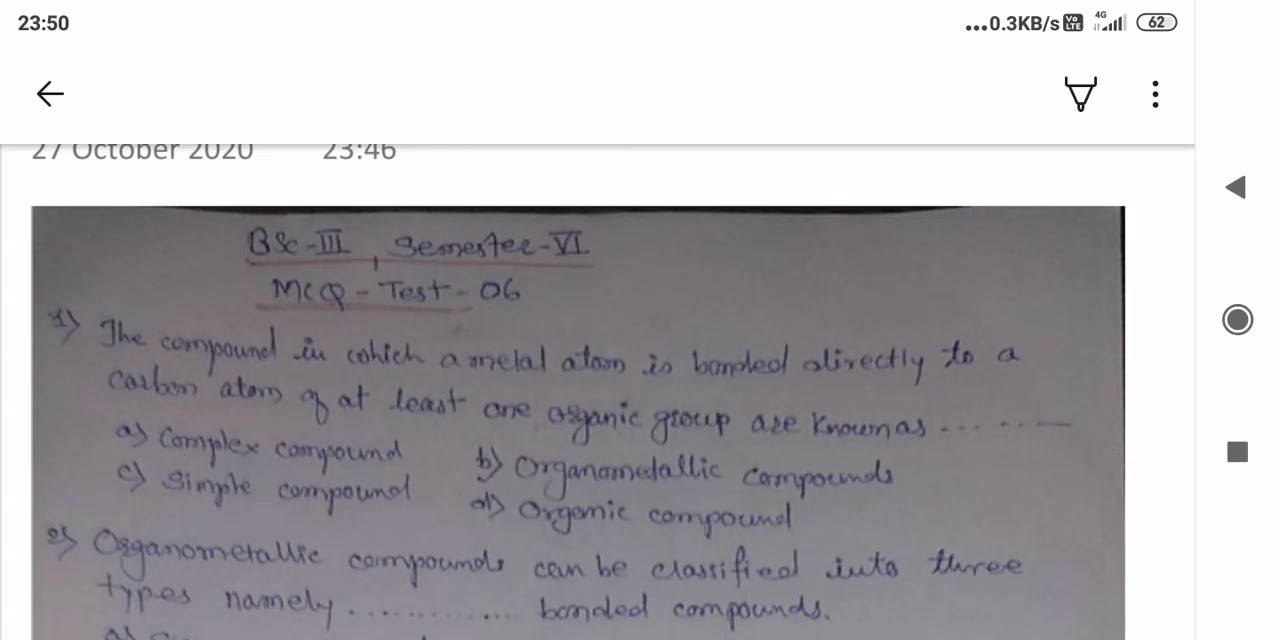 23:50
...0.3KB/s Vo LTE 4G 62
27 October 2020 23:46
BSc-III, Semester-VI
MCQ - Test - 06
1) The compound in which a metal atom is bonded directly to a
carbon atom of at least one organic group are known as ........
a) Complex compound b) Organometallic compounds
c) Simple compound d) Organic compound
2) Organometallic compounds can be classified into three
types namely ............. bonded compounds.